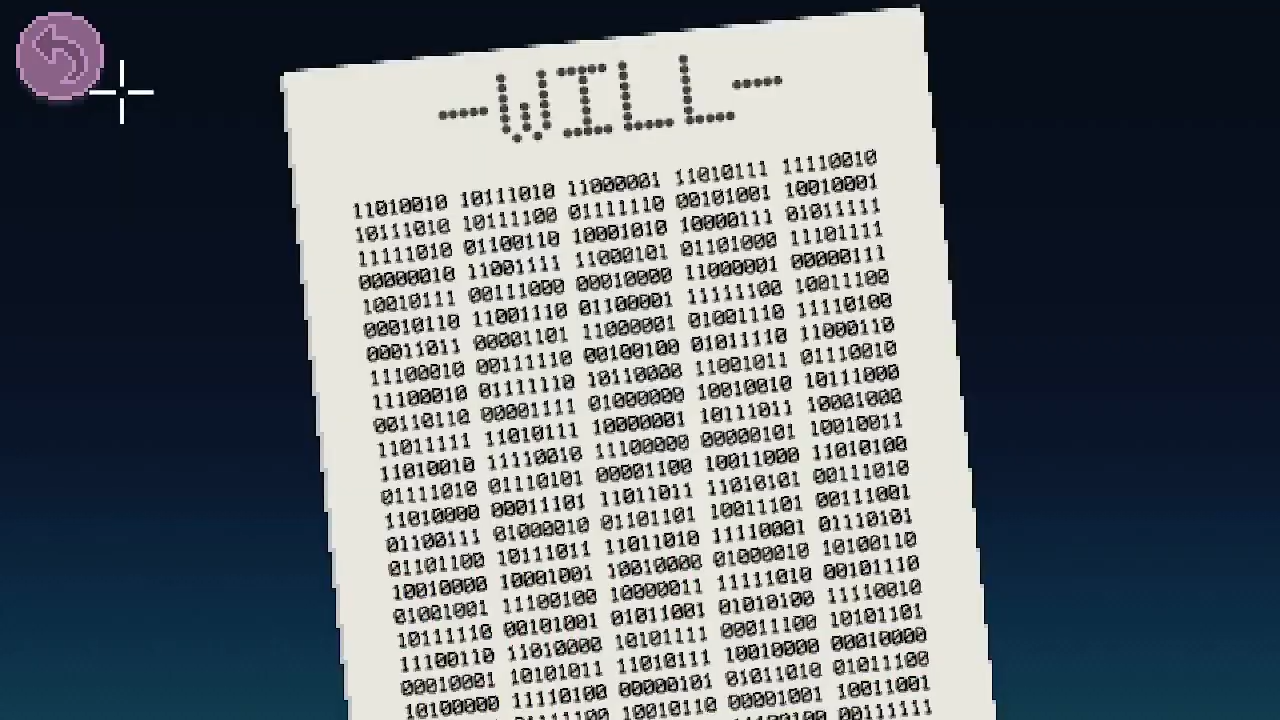 -WILL-
11010010 10111010 11000001 11010111 11110010
10111010 10111100 01111110 00101001 10010001
11111010 01100110 10001010 10000111 01011111
00000010 11001111 11000101 01101000 11101111
10010111 00111000 00010000 11000001 00000111
00010110 11001110 01100001 11111100 10011100
00011011 00001101 11000001 01001110 11110100
11100010 00111110 00100100 01011110 11000110
11100010 01111110 10110000 11001011 01110010
00110110 00001111 01000000 10010010 10111000
11011111 11010111 10000001 10111011 10001000
11010010 11110010 11100000 00000101 10010011
01111010 01110101 00001100 10011000 11010100
11010000 00011101 11011011 11010101 00111010
01100111 01000010 01101101 10011101 00111001
01101100 10111011 11011010 11110001 01110101
10010000 10001001 10010000 01000010 10100110
01001001 11100100 10000011 11111010 00101110
10111110 00101001 01011001 01010100 11110010
11100110 11010000 10101111 00011100 10101101
00010001 10101011 11010111 10010000 00010000
10100000 11110100 00000101 01011010 01011100
10010110 00001001 10011001
00111111